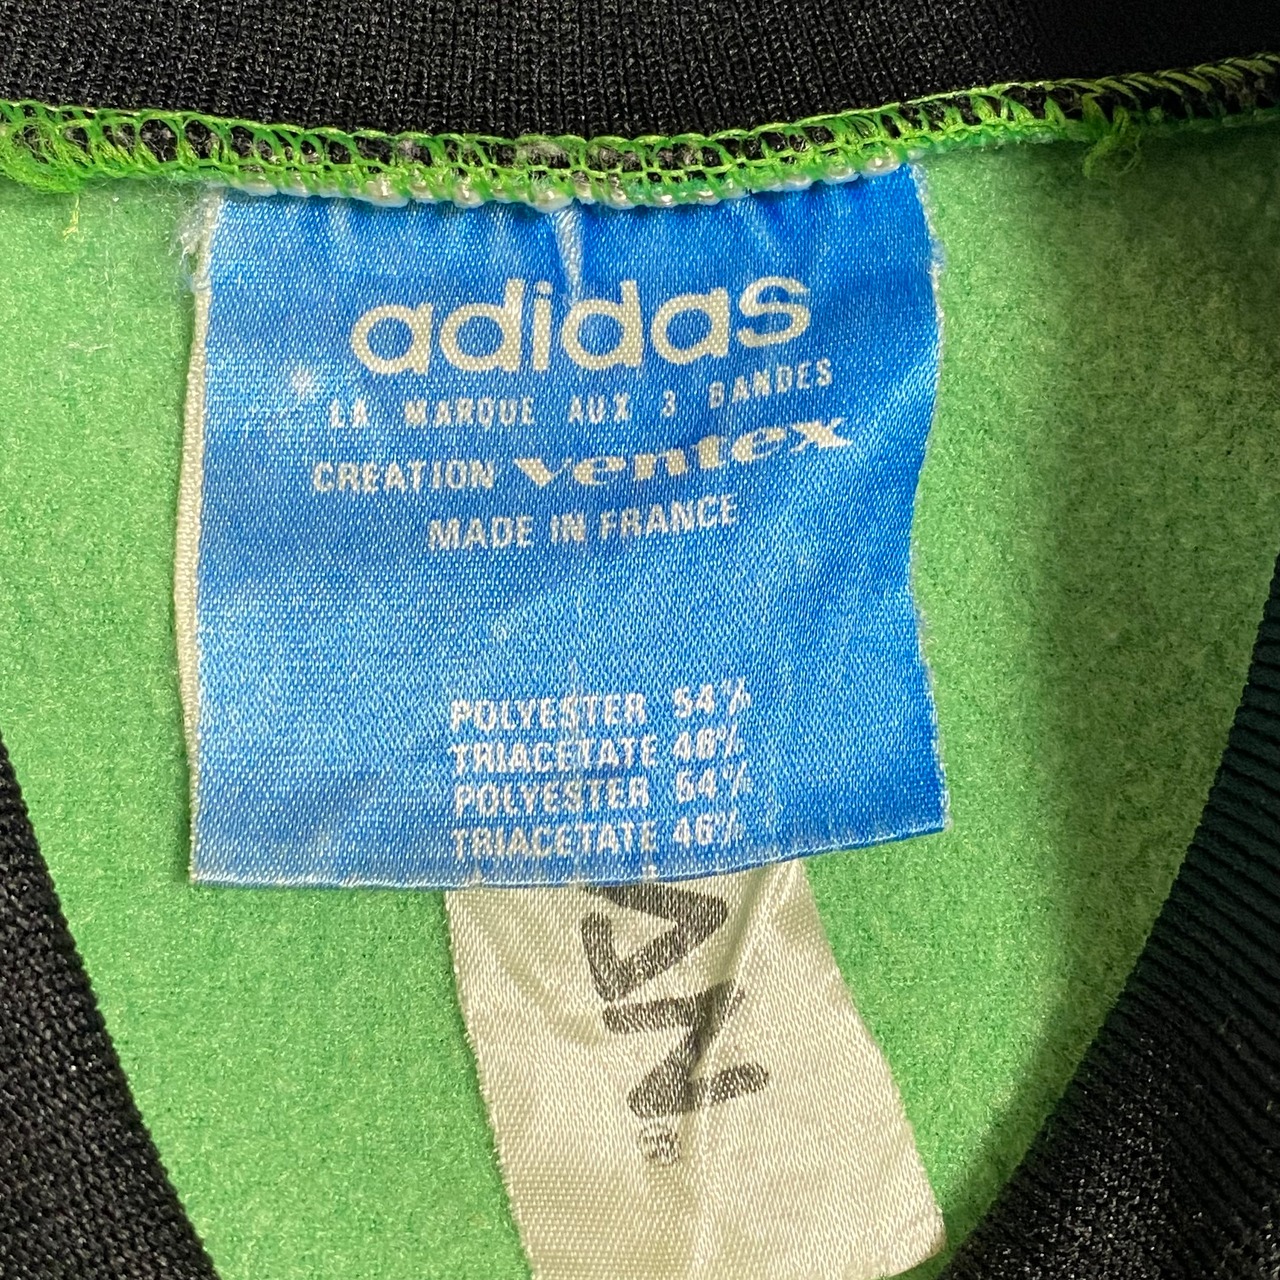 adidas
LA MARQUE AUX 3 BANDES
CREATION ventex
MADE IN FRANCE
POLYESTER 54%
TRIACETATE 46%
POLYESTER 54%
TRIACETATE 46%